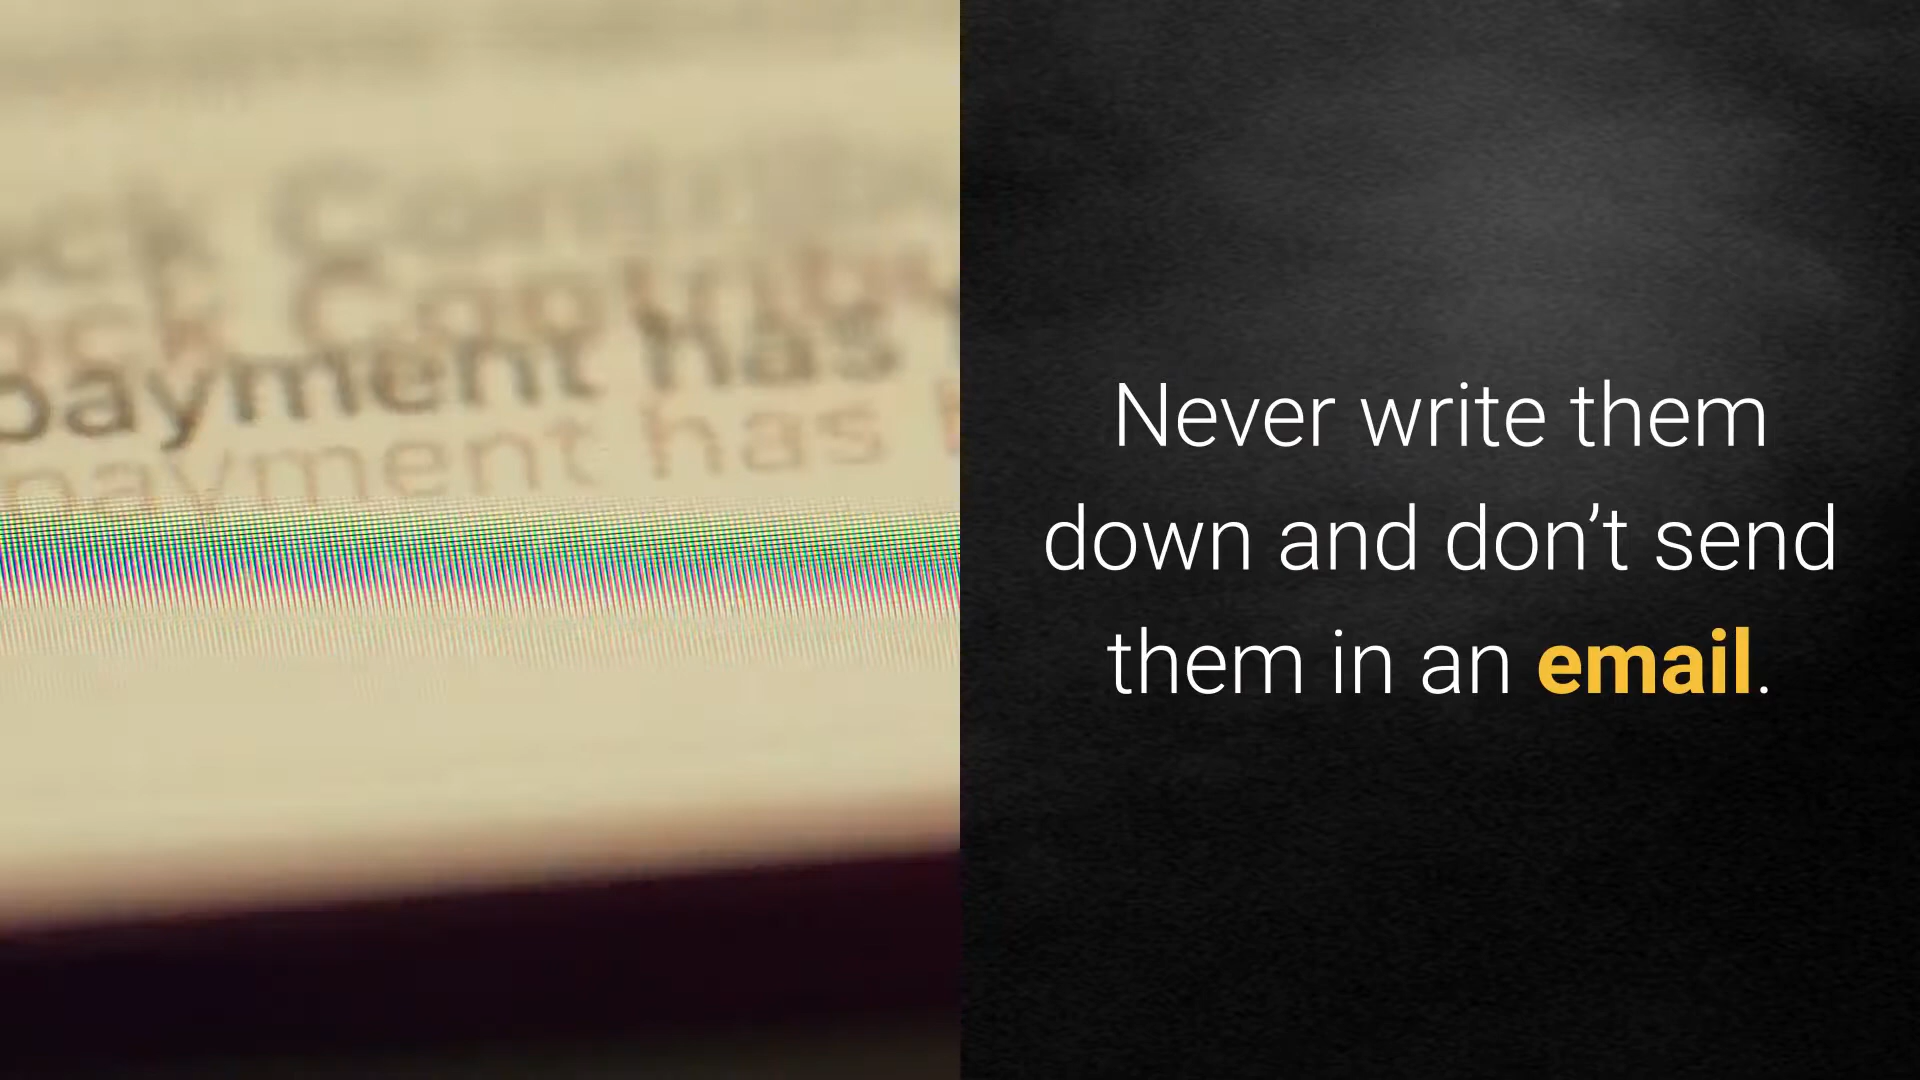 payment has
payment has
Never write them
down and don’t send
them in an email.